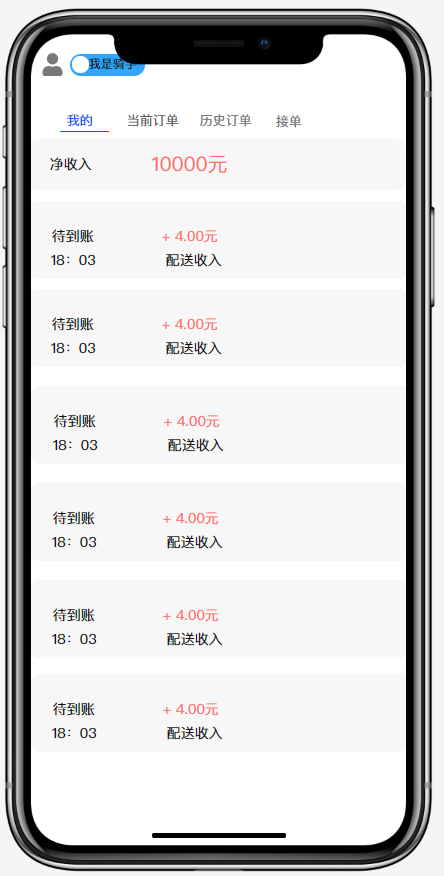 我是骑手
我的 当前订单 历史订单 接单
净收入 10000元
待到账 + 4.00元
18：03 配送收入
待到账 + 4.00元
18：03 配送收入
待到账 + 4.00元
18：03 配送收入
待到账 + 4.00元
18：03 配送收入
待到账 + 4.00元
18：03 配送收入
待到账 + 4.00元
18：03 配送收入